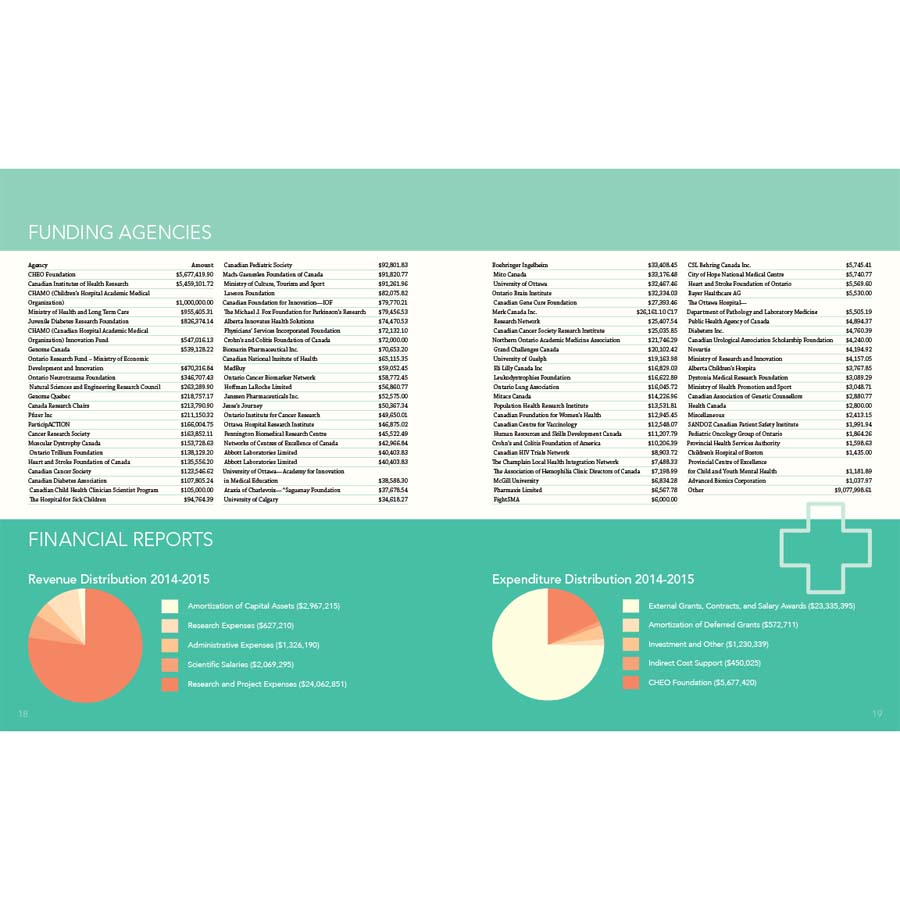 FUNDING AGENCIES
Agency Amount
CHEO Foundation $5,677,419.90
Canadian Institutes of Health Research $5,459,101.72
CHAMO (Children's Hospital Academic Medical
Organization) $1,000,000.00
Ministry of Health and Long Term Care $955,405.31
Juvenile Diabetes Research Foundation $826,374.14
CHAMO (Canadian Hospital Academic Medical
Organization) Innovation Fund $547,016.13
Genome Canada $539,128.22
Ontario Research Fund – Ministry of Economic
Development and Innovation $470,316.84
Ontario Neurotrauma Foundation $346,707.43
Natural Sciences and Engineering Research Council $263,289.90
Genome Quebec $218,757.17
Canada Research Chairs $213,790.90
Pfizer Inc $211,150.32
ParticipACTION $166,004.75
Cancer Research Society $163,852.11
Muscular Dystrophy Canada $153,728.63
Ontario Trillium Foundation $138,129.20
Heart and Stroke Foundation of Canada $135,556.20
Canadian Cancer Society $123,546.62
Canadian Diabetes Association $107,805.24
Canadian Child Health Clinician Scientist Program $105,000.00
The Hospital for Sick Children $94,764.39
Canadian Pediatric Society $92,801.83
Mach-Gaensslen Foundation of Canada $91,820.77
Ministry of Culture, Tourism and Sport $91,261.96
Lawson Foundation $82,075.82
Canadian Foundation for Innovation—IOF $79,770.21
The Michael J. Fox Foundation for Parkinson's Research $79,456.53
Alberta Innovates Health Solutions $74,470.53
Physicians' Services Incorporated Foundation $72,132.10
Crohn's and Colitis Foundation of Canada $72,000.00
Biomarin Pharmaceutical Inc. $70,653.20
Canadian National Institute of Health $65,115.35
MedBuy $59,052.45
Ontario Cancer Biomarker Network $58,772.45
Hoffman LaRoche Limited $56,860.77
Janssen Pharmaceuticals Inc. $52,575.00
Jesse's Journey $50,367.34
Ontario Institute for Cancer Research $49,650.01
Ottawa Hospital Research Institute $46,875.02
Pennington Biomedical Research Centre $45,522.49
Networks of Centres of Excellence of Canada $42,966.84
Abbott Laboratories Limited $40,403.83
Abbott Laboratories Limited $40,403.83
University of Ottawa—Academy for Innovation
in Medical Education $38,588.30
Ataxia of Charlevois—"Saguenay Foundation $37,678.54
University of Calgary $34,618.27
Boehringer Ingelheim $33,408.45
Mito Canada $33,176.48
University of Ottawa $32,467.46
Ontario Brain Institute $32,334.03
Canadian Gene Cure Foundation $27,393.46
Merk Canada Inc. $26,161.10 C17
Research Network $25,407.54
Canadian Cancer Society Research Institute $25,035.85
Northern Ontario Academic Medicine Association $21,746.29
Grand Challenges Canada $20,102.42
University of Guelph $19,163.98
Eli Lilly Canada Inc $16,829.03
Leukodystrophies Foundation $16,622.89
Ontario Lung Association $16,045.72
Mitacs Canada $14,226.96
Population Health Research Institute $13,531.81
Canadian Foundation for Women's Health $12,945.45
Canadian Centre for Vaccinology $12,548.07
Human Resources and Skills Development Canada $11,207.79
Crohn's and Colitis Foundation of America $10,206.39
Canadian HIV Trials Network $8,903.72
The Champlain Local Health Integration Network $7,488.33
The Association of Hemophilia Clinic Directors of Canada $7,198.99
McGill University $6,834.28
Pharmaxis Limited $6,567.78
FightSMA $6,000.00
CSL Behring Canada Inc. $5,745.41
City of Hope National Medical Centre $5,740.77
Heart and Stroke Foundation of Ontario $5,569.60
Bayer Healthcare AG $5,530.00
The Ottawa Hospital—
Department of Pathology and Laboratory Medicine $5,505.19
Public Health Agency of Canada $4,894.37
Diabeters Inc. $4,760.39
Canadian Urological Association Scholarship Foundation $4,240.00
Novartis $4,194.92
Ministry of Research and Innovation $4,157.05
Alberta Children's Hospita $3,767.85
Dystonia Medical Research Foundation $3,089.29
Ministry of Health Promotion and Sport $3,048.71
Canadian Association of Genetic Counsellors $2,880.77
Health Canada $2,800.00
Miscellaneous $2,413.15
SANDOZ Canadian Patient Safety Institute $1,991.94
Pediatric Oncology Group of Ontario $1,864.26
Provincial Health Services Authority $1,598.63
Children's Hospital of Boston $1,435.00
Provincial Centre of Excellence
for Child and Youth Mental Health $1,181.89
Advanced Bionics Corporation $1,037.97
Other $9,077,998.61
FINANCIAL REPORTS
Revenue Distribution 2014-2015
Amortization of Capital Assets ($2,967,215)
Research Expenses ($627,210)
Administrative Expenses ($1,326,190)
Scientific Salaries ($2,069,295)
Research and Project Expenses ($24,062,851)
18
Expenditure Distribution 2014-2015
External Grants, Contracts, and Salary Awards ($23,335,395)
Amortization of Deferred Grants ($572,711)
Investment and Other ($1,230,339)
Indirect Cost Support ($450,025)
CHEO Foundation ($5,677,420)
19